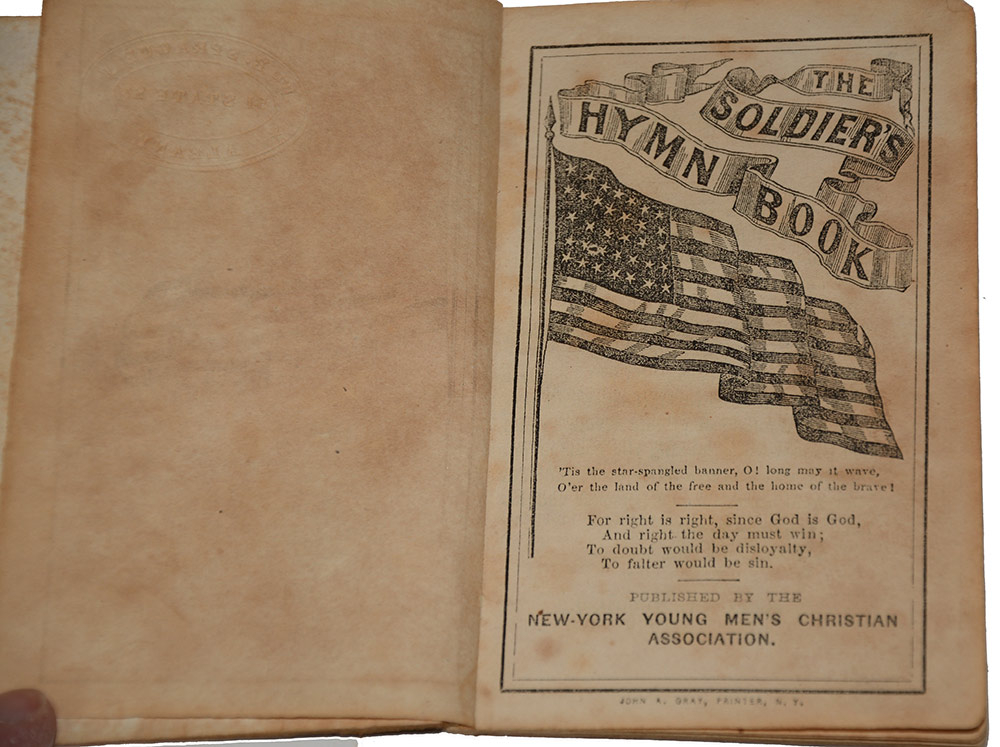 THE
SOLDIER'S
HYMN
BOOK
'Tis the star-spangled banner, O! long may it wave,
O'er the land of the free and the home of the brave!
For right is right, since God is God,
And right the day must win;
To doubt would be disloyalty,
To falter would be sin.
PUBLISHED BY THE
NEW-YORK YOUNG MEN'S CHRISTIAN
ASSOCIATION.
JOHN A. GRAY, PRINTER, N. Y.